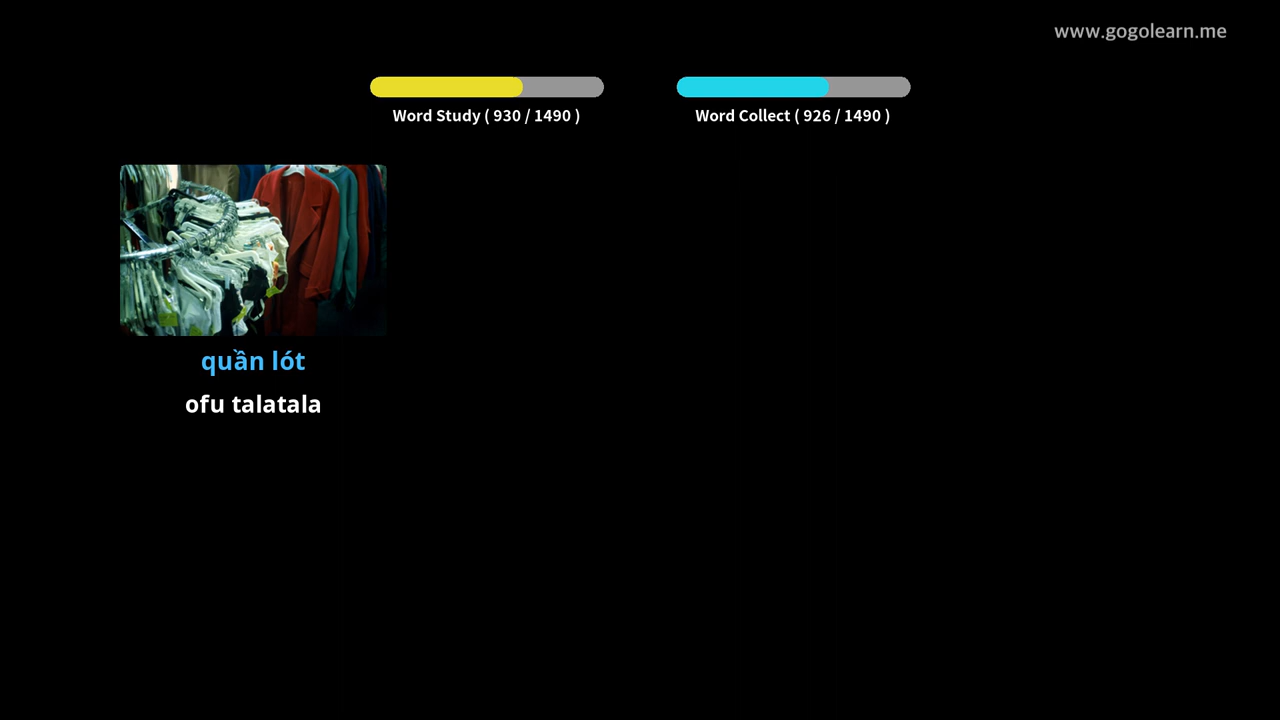 www.gogolearn.me
Word Study ( 930 / 1490 )
Word Collect ( 926 / 1490 )
quần lót
ofu talatala